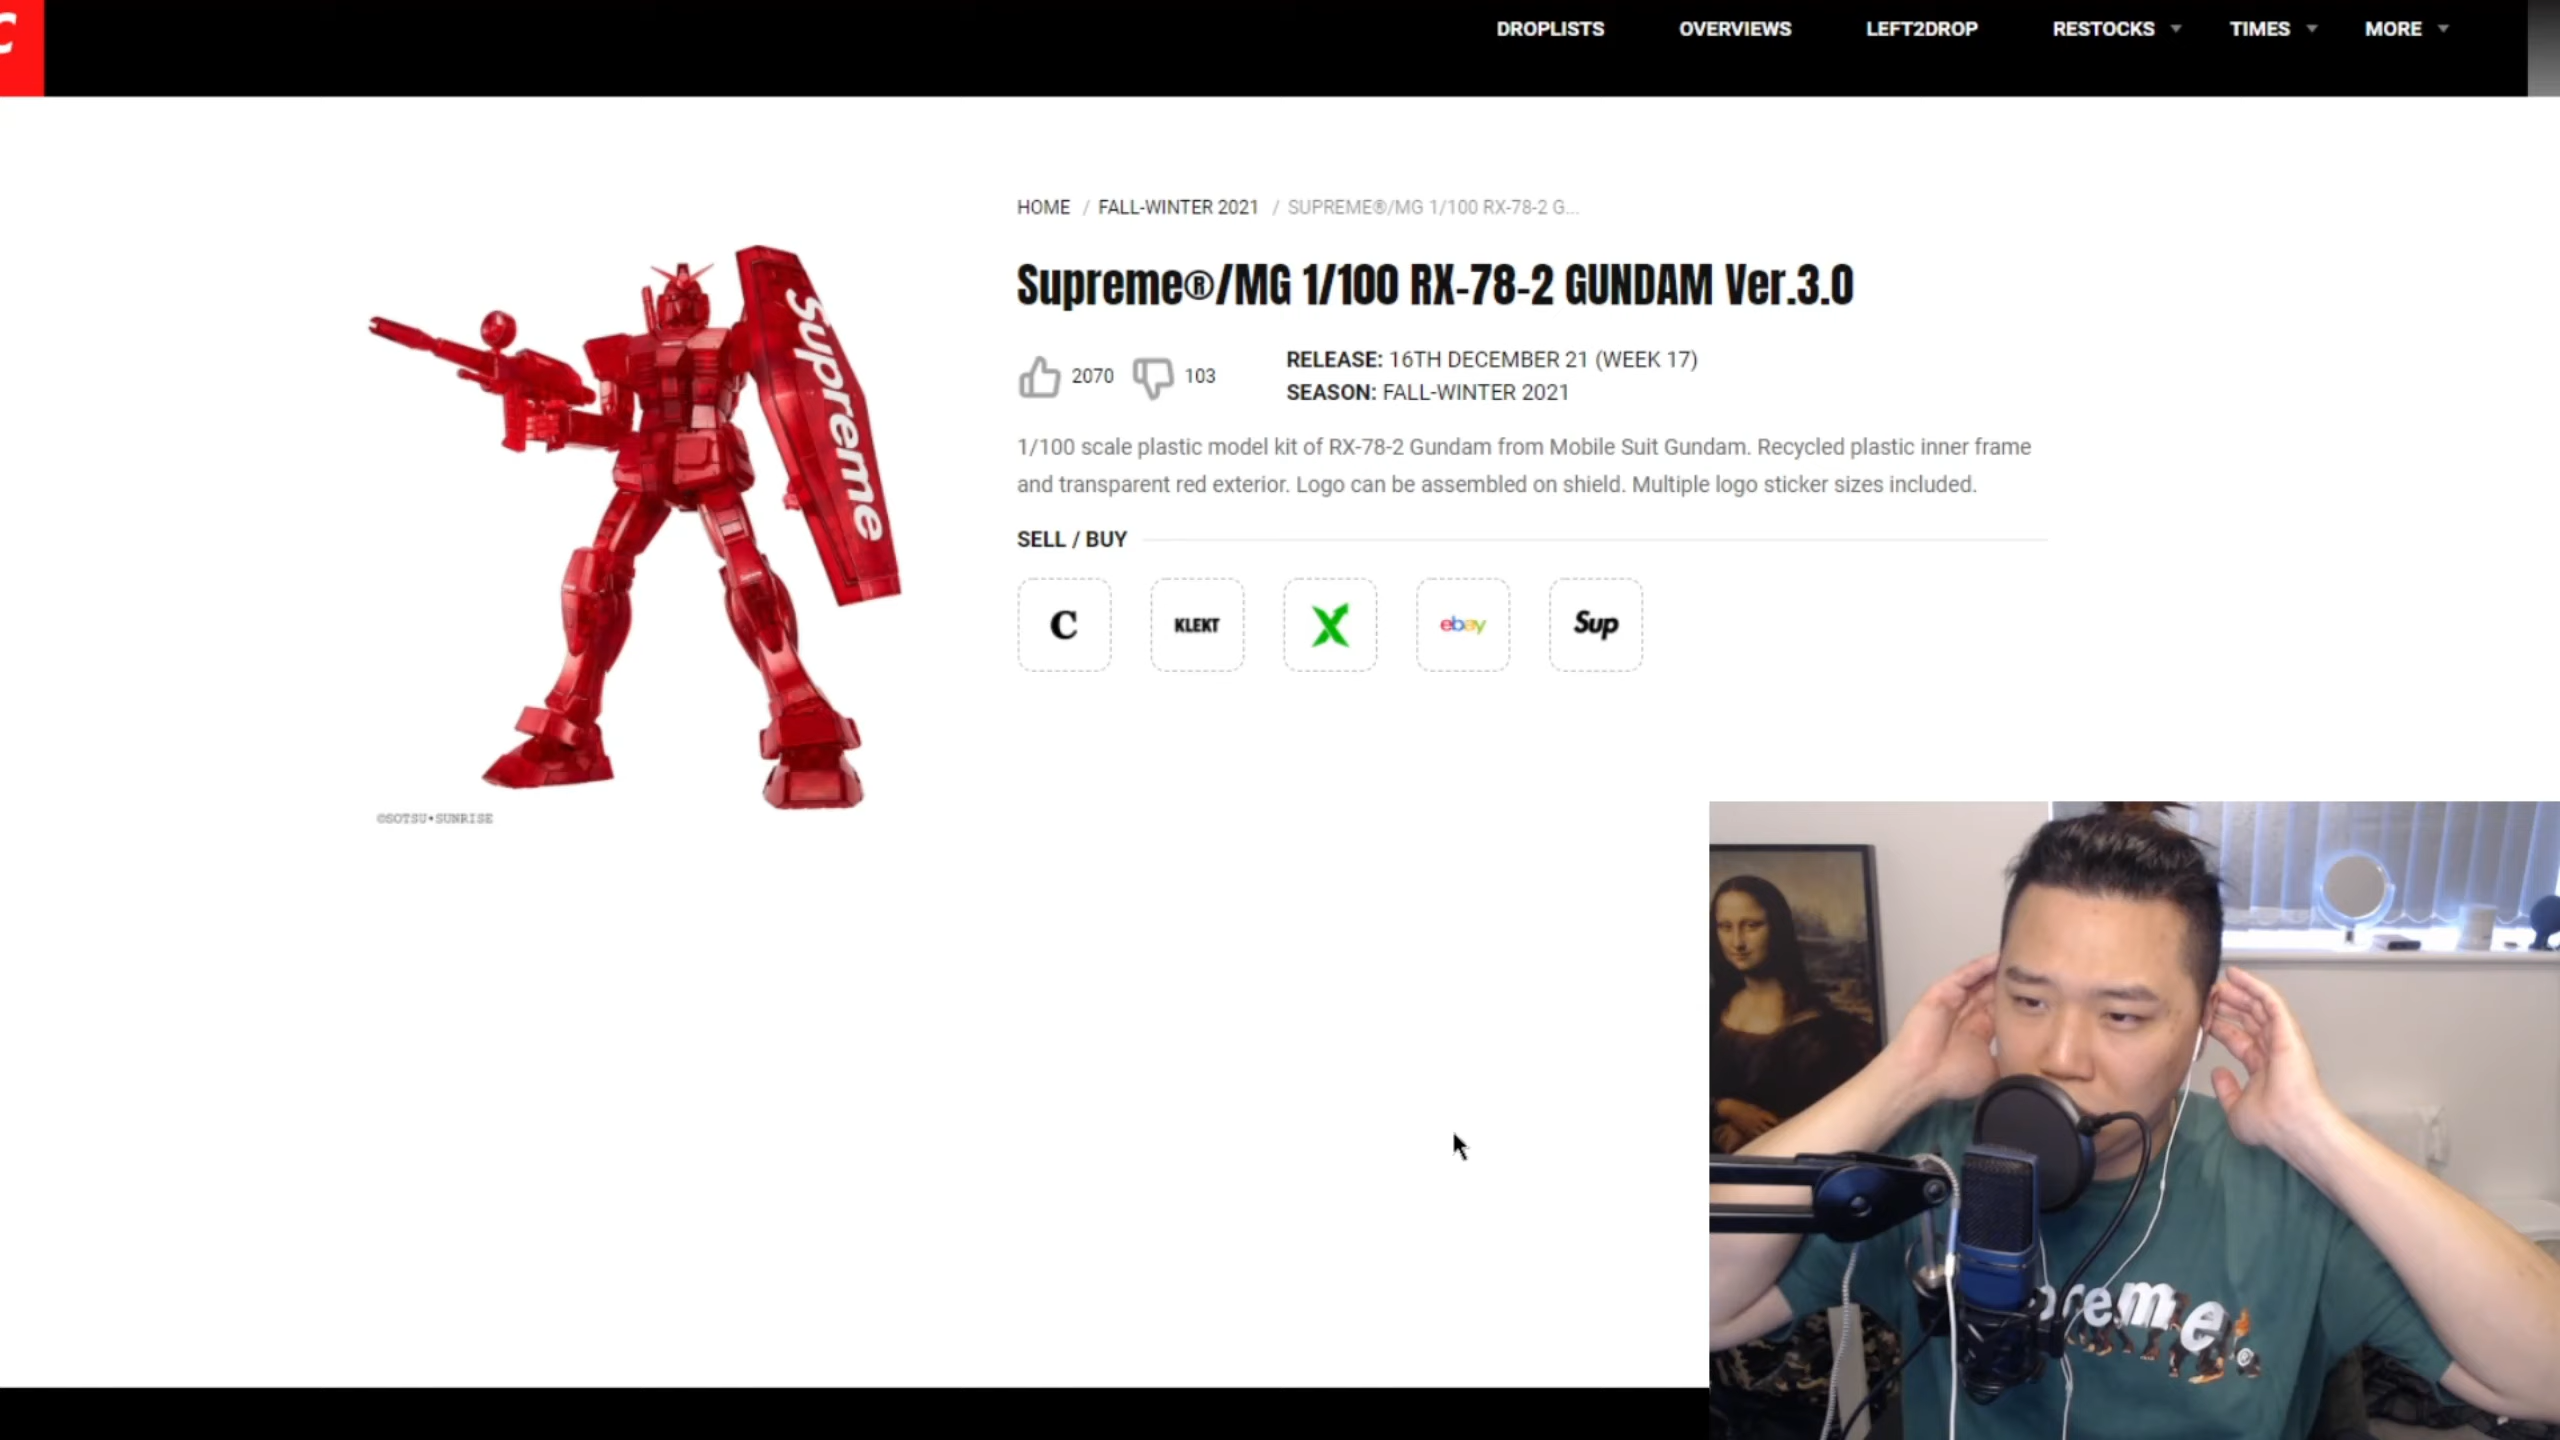 C
DROPLISTS OVERVIEWS LEFT2DROP RESTOCKS TIMES MORE
HOME / FALL-WINTER 2021 / SUPREME®/MG 1/100 RX-78-2 G...
Supreme®/MG 1/100 RX-78-2 GUNDAM Ver.3.0
2070 103
RELEASE: 16TH DECEMBER 21 (WEEK 17)
SEASON: FALL-WINTER 2021
1/100 scale plastic model kit of RX-78-2 Gundam from Mobile Suit Gundam. Recycled plastic inner frame
and transparent red exterior. Logo can be assembled on shield. Multiple logo sticker sizes included.
SELL / BUY
C KLEKT X ebay Sup
Supreme
©SOTSU•SUNRISE
reme®